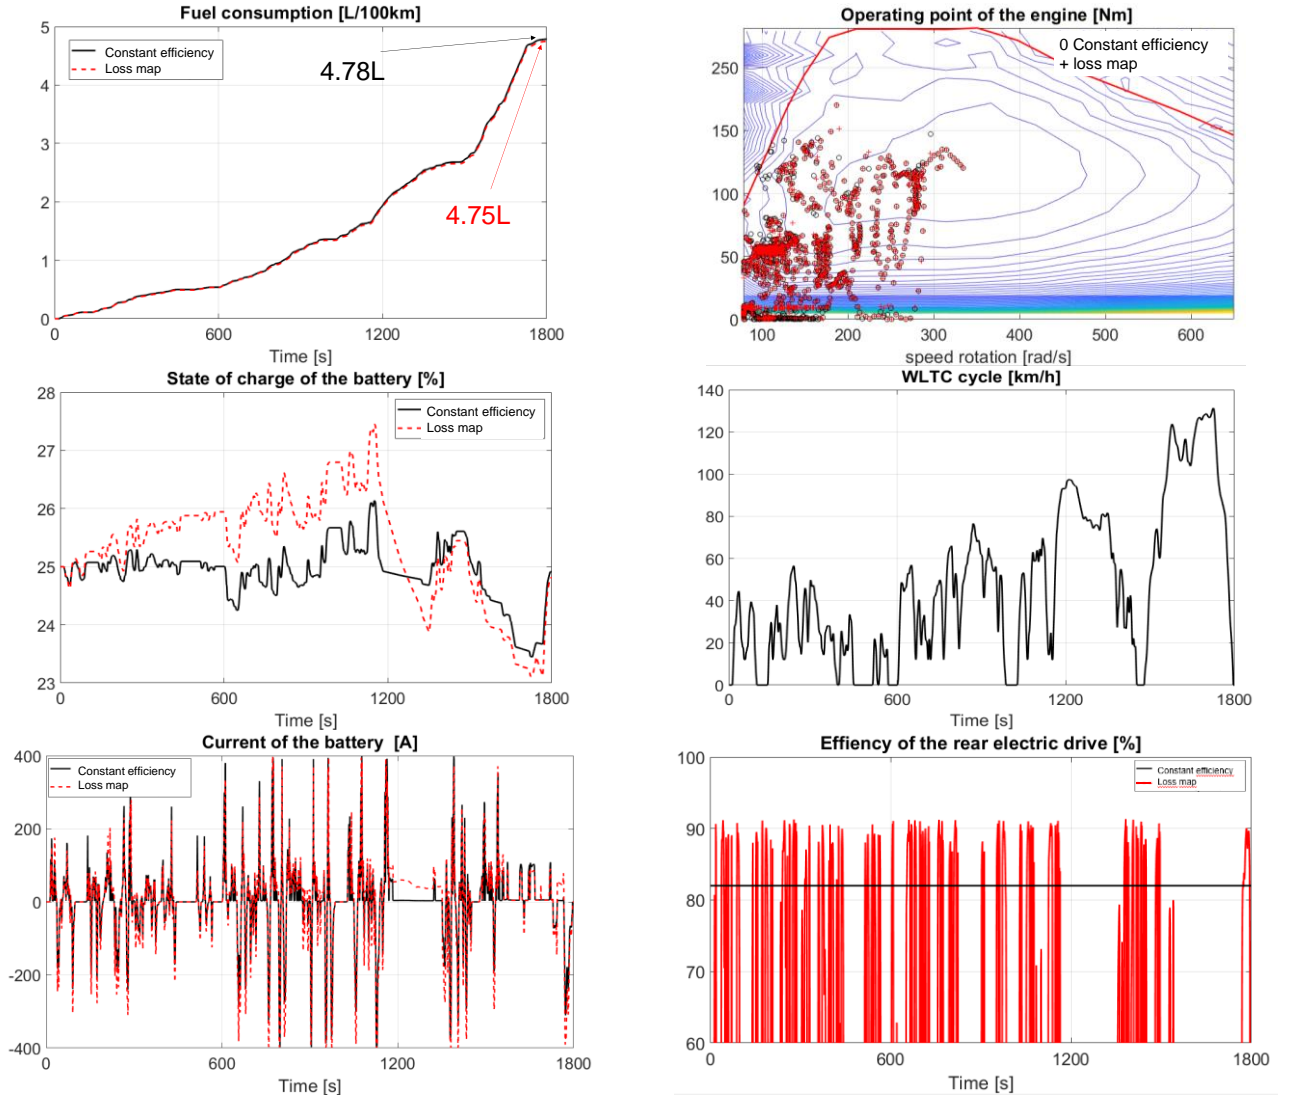 Fuel consumption [L/100km]
5
4
3
2
1
0
Constant efficiency
Loss map
4.78L
4.75L
0
600
1200
1800
Time [s]
Operating point of the engine [Nm]
0 Constant efficiency
+ loss map
250
200
150
100
50
0
100
200
300
400
500
600
speed rotation [rad/s]
State of charge of the battery [%]
28
27
26
25
24
23
Constant efficiency
Loss map
0
600
1200
1800
Time [s]
WLTC cycle [km/h]
140
120
100
80
60
40
20
0
0
600
1200
1800
Time [s]
Current of the battery [A]
400
200
0
-200
-400
Constant efficiency
Loss map
0
600
1200
1800
Time [s]
Effiency of the rear electric drive [%]
100
90
80
70
60
Constant efficiency
Loss map
0
600
1200
1800
Time [s]